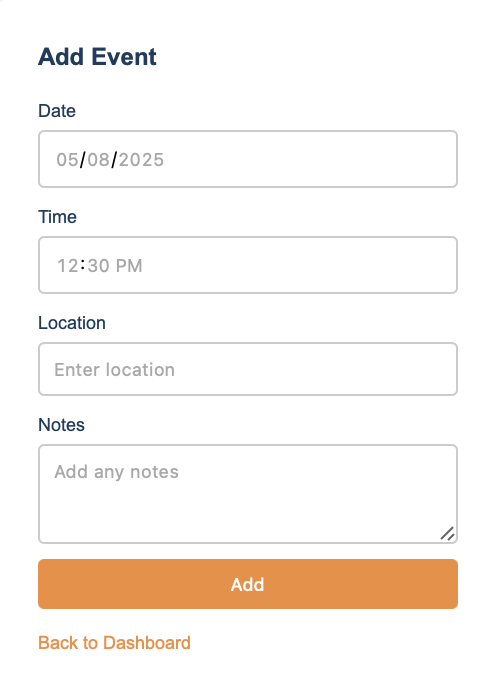 Add Event
Date
05/08/2025
Time
12:30 PM
Location
Enter location
Notes
Add any notes
Add
Back to Dashboard